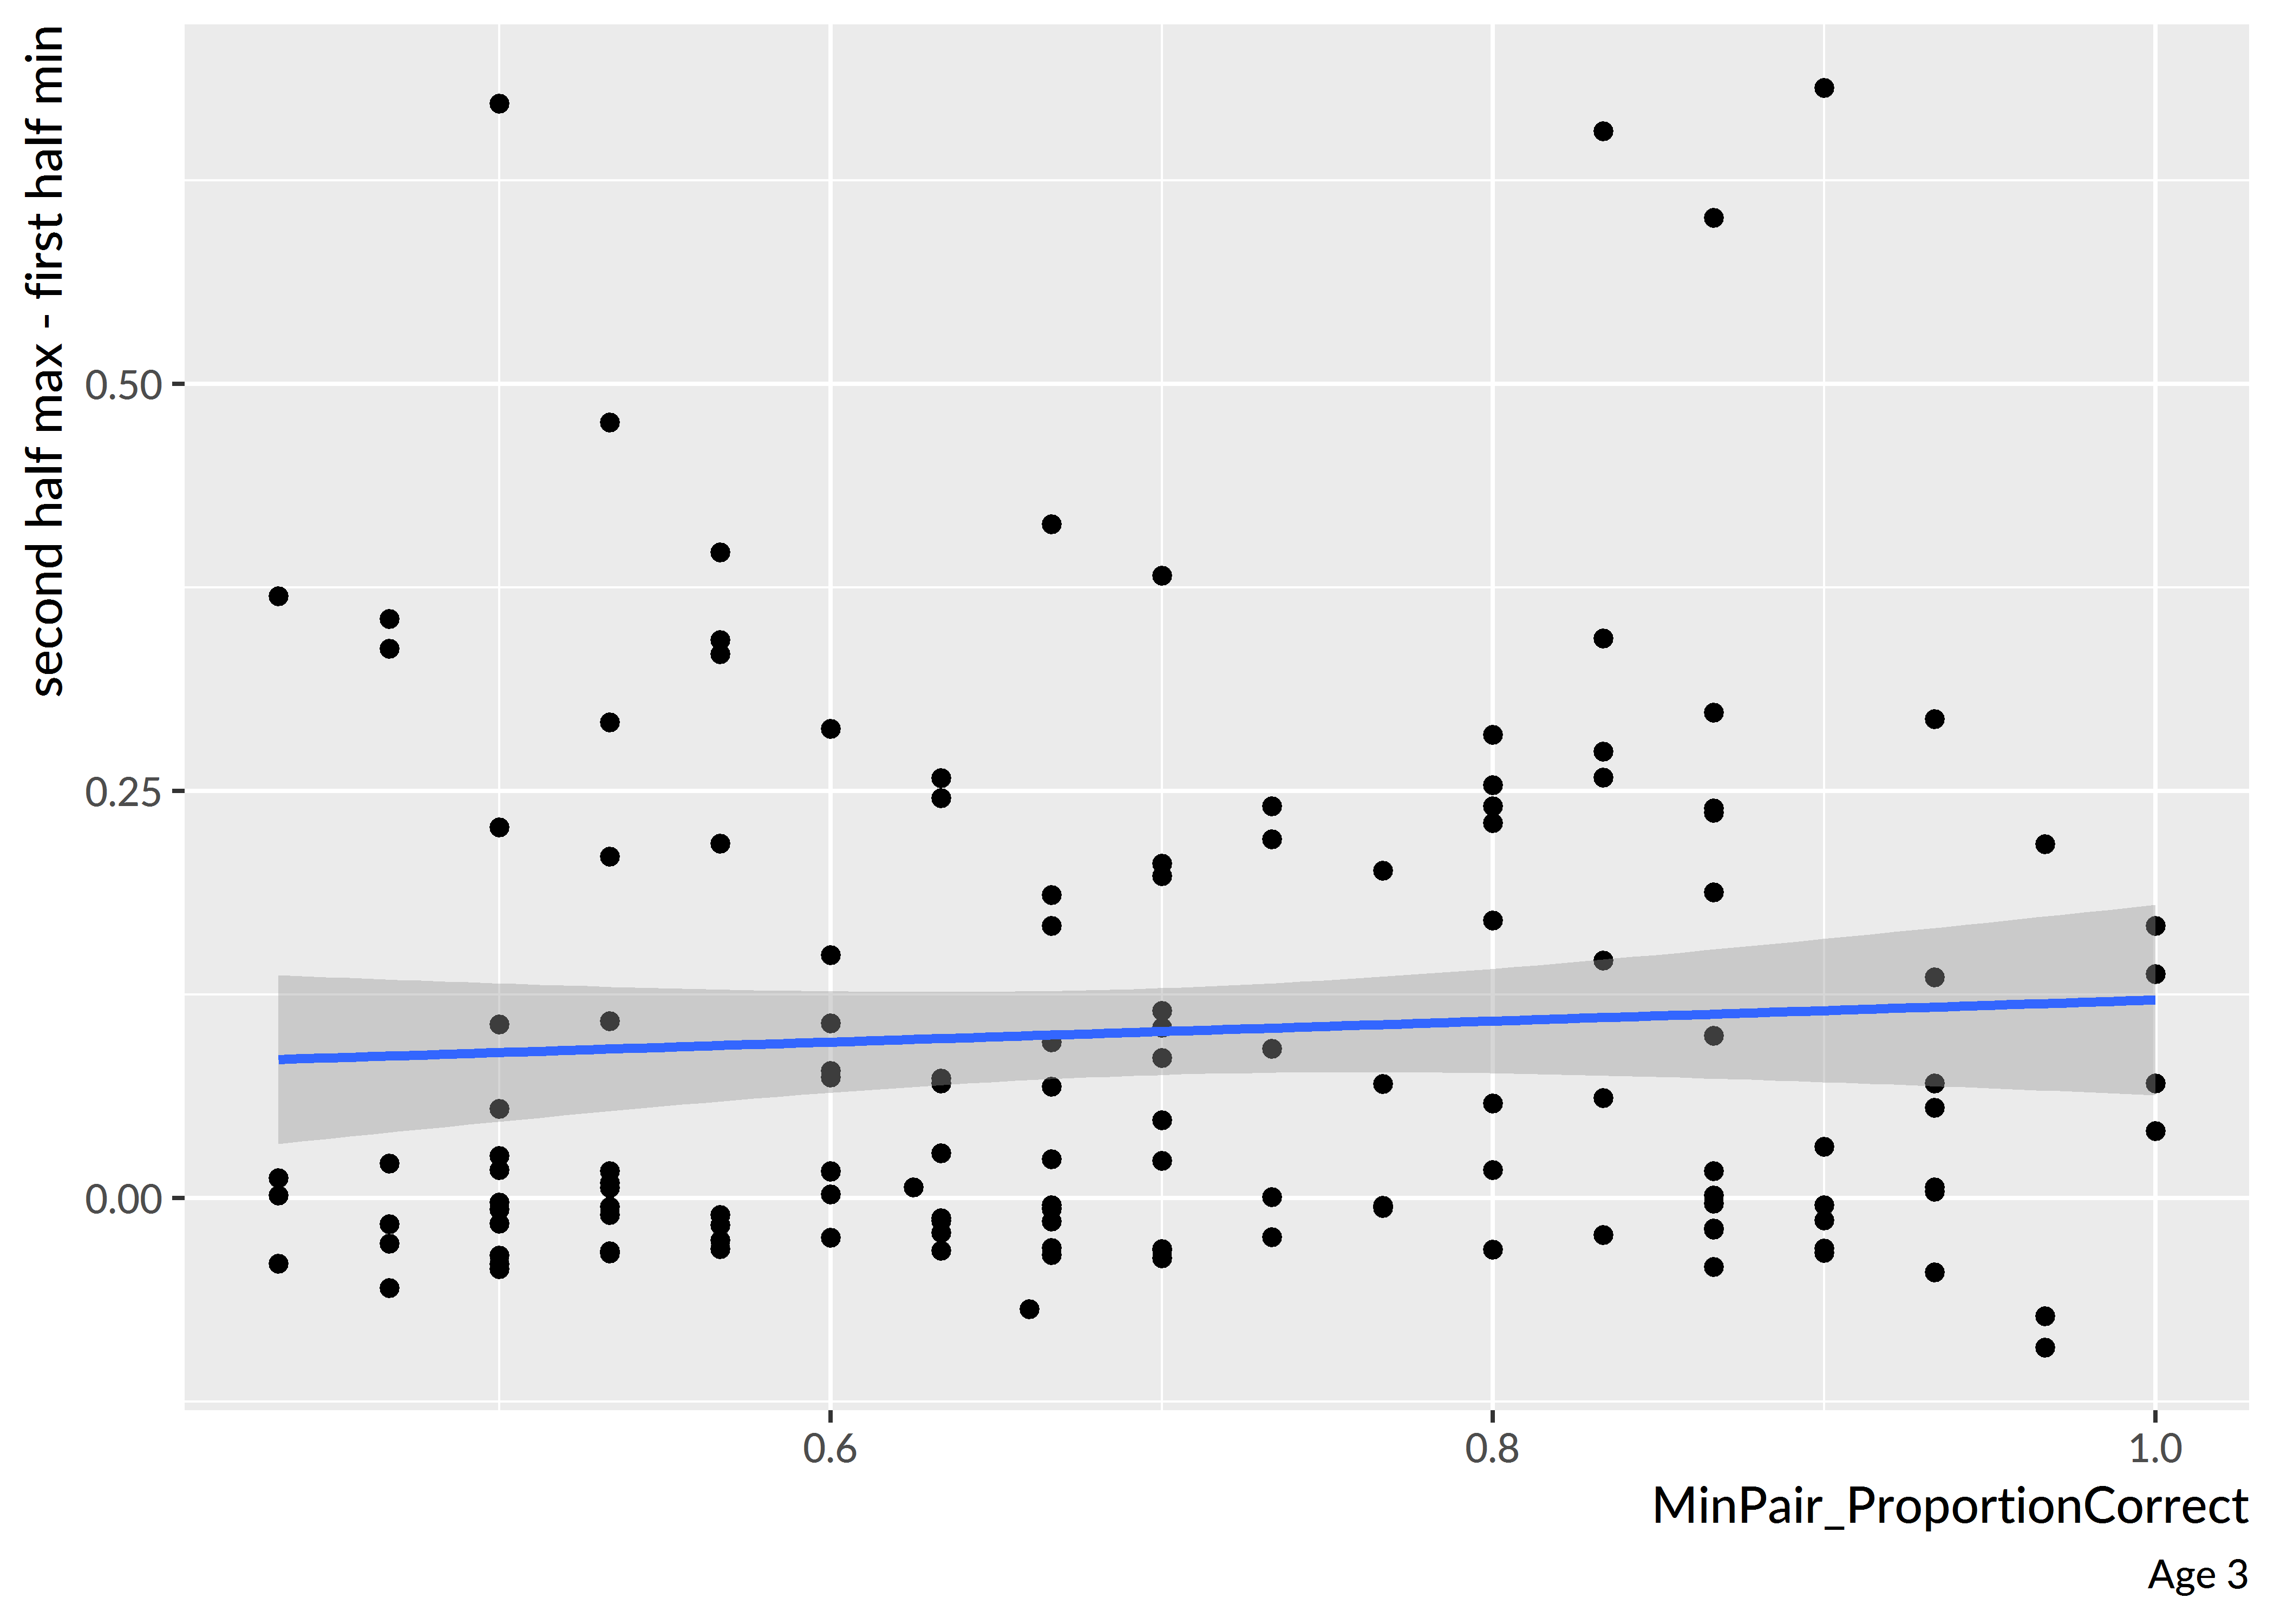 second half max - first half min
0.50
0.25
0.00
0.6
0.8
1.0
MinPair_ProportionCorrect
Age 3